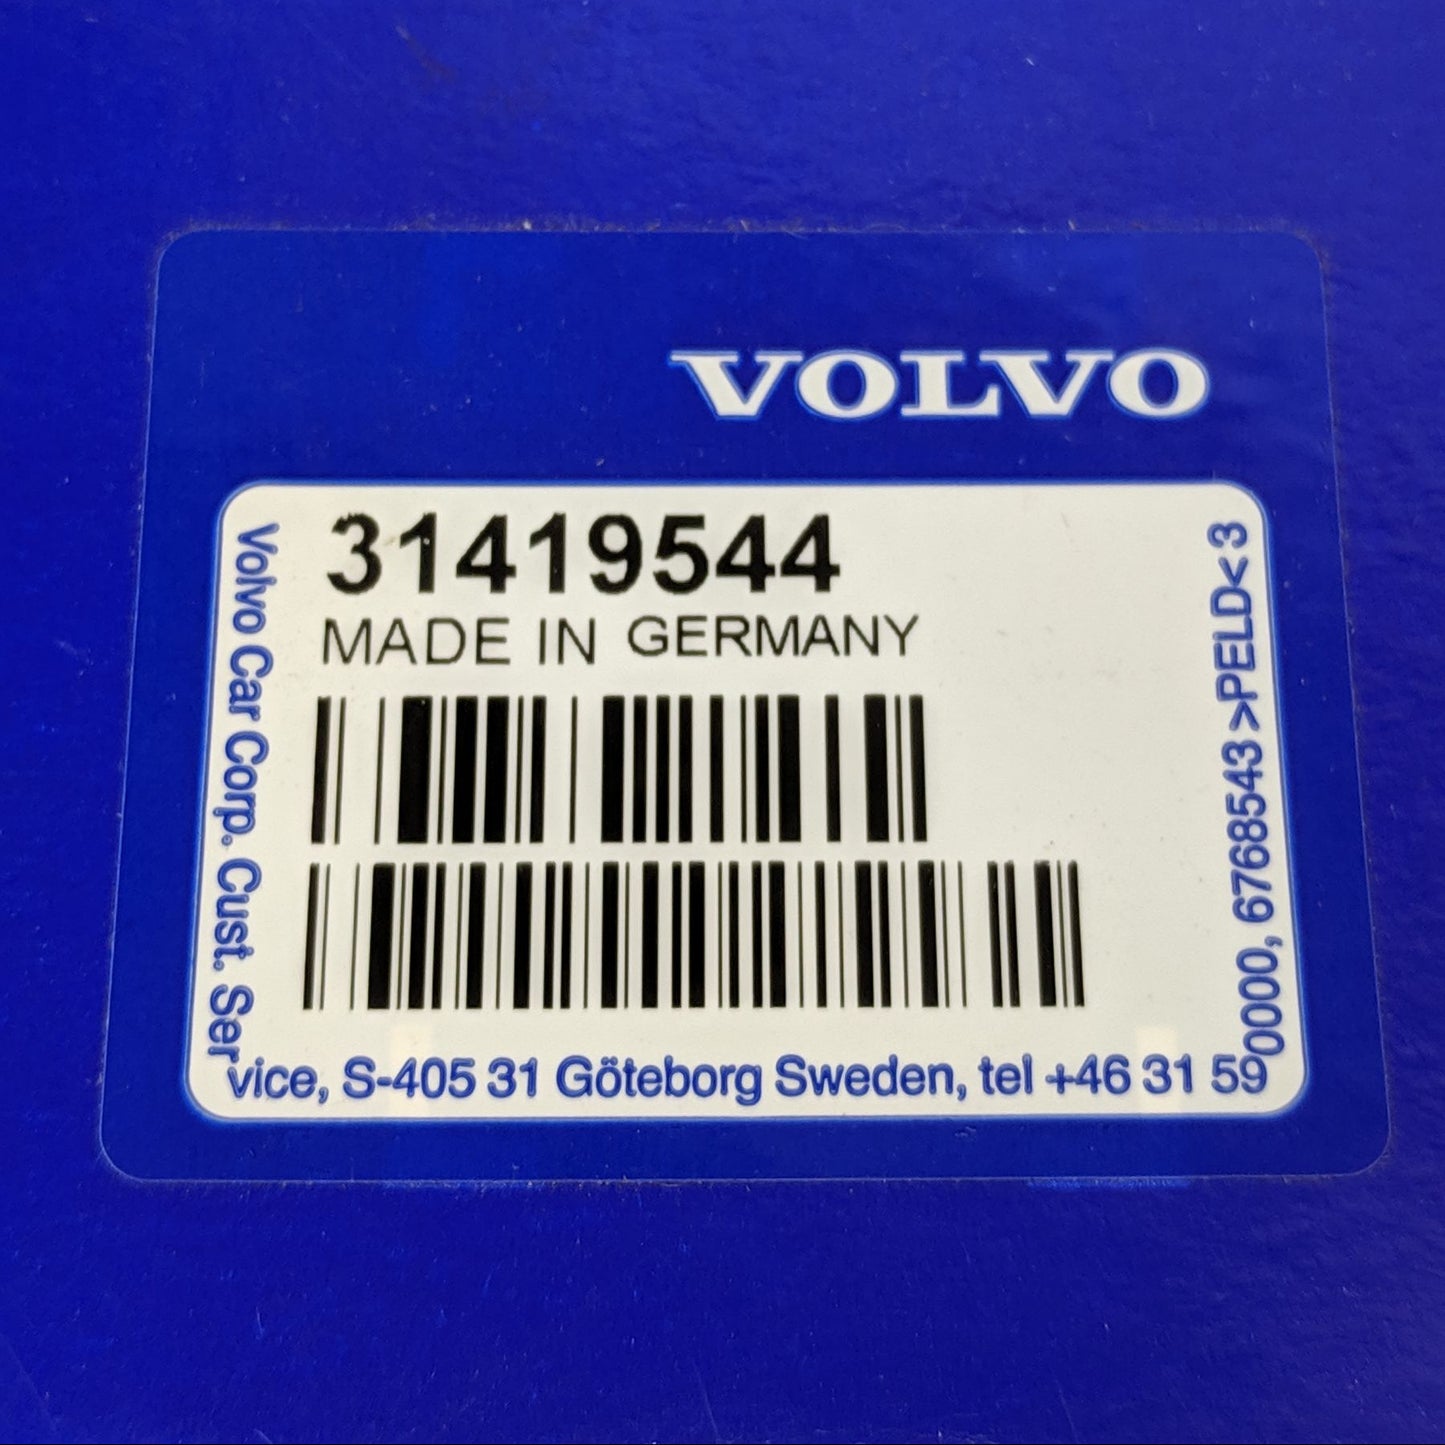 VOLVO
31419544
MADE IN GERMANY
Volvo Car Corp. Cust. Service, S-405 31 Göteborg Sweden, tel +46 31 590000, 6768543 >PELD< 3